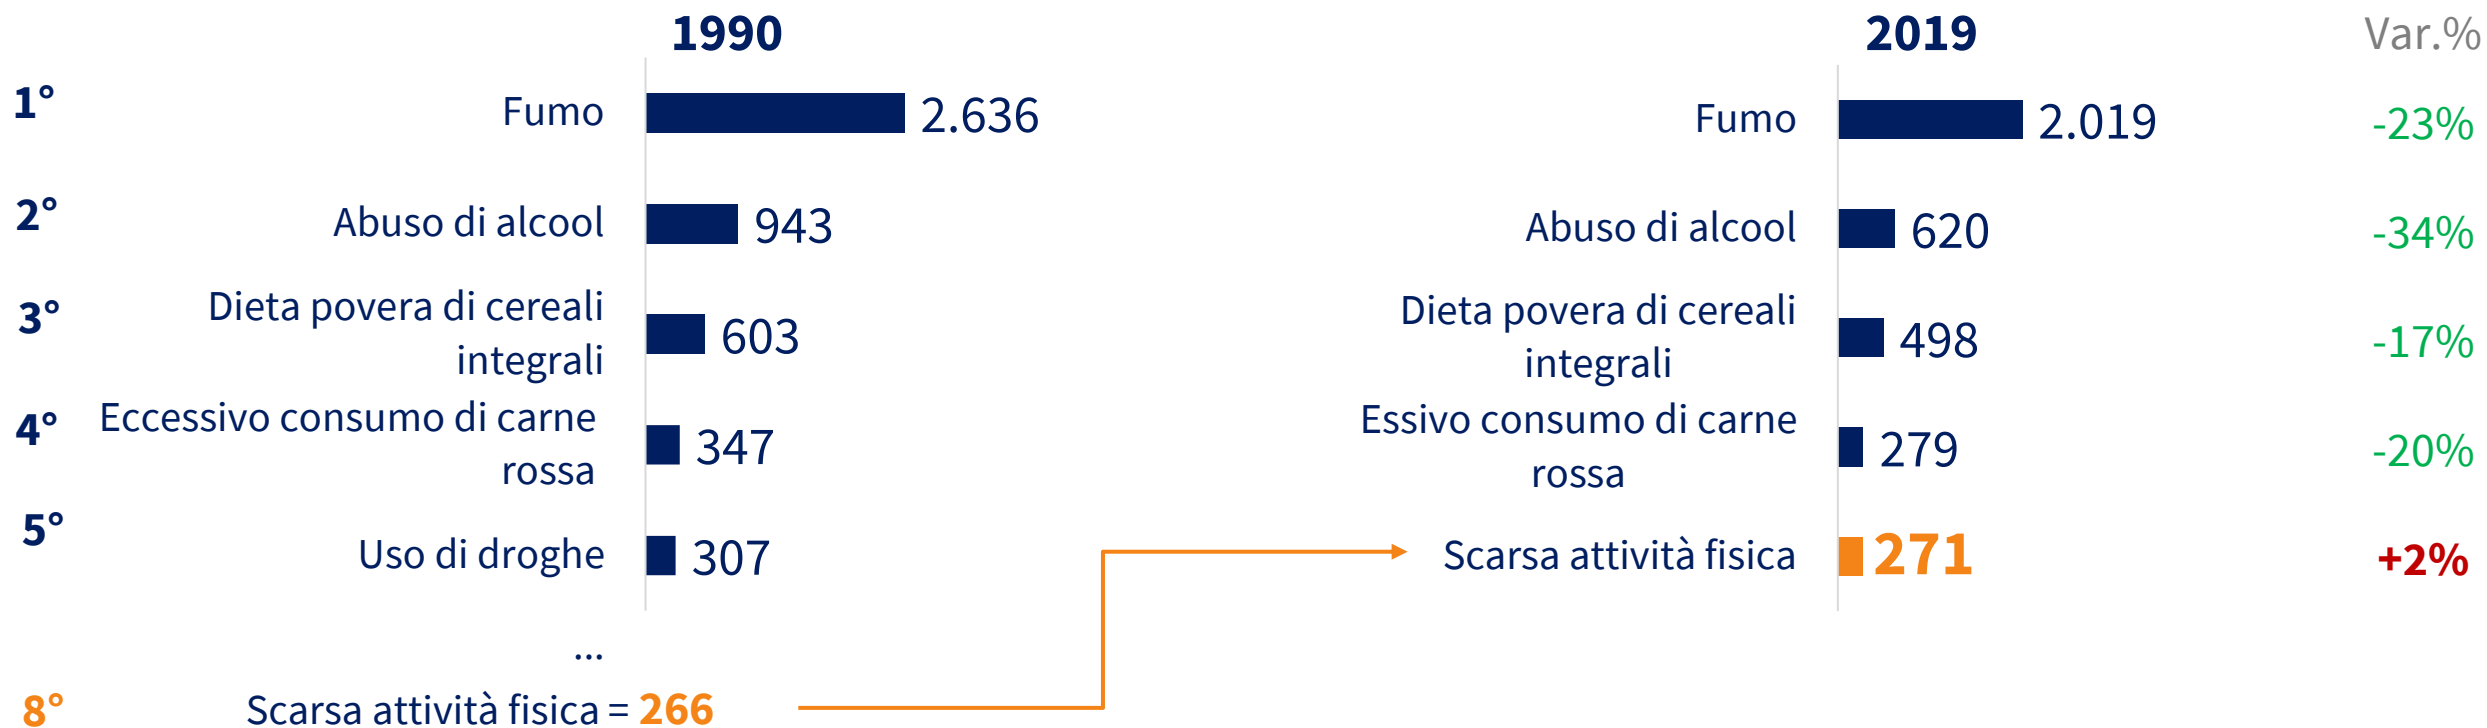 1990
2019
Var.%
1°
Fumo
2.636
Fumo
2.019
-23%
2°
Abuso di alcool
943
Abuso di alcool
620
-34%
3°
Dieta povera di cereali
integrali
603
Dieta povera di cereali
integrali
498
-17%
4°
Eccessivo consumo di carne
rossa
347
Essivo consumo di carne
rossa
279
-20%
5°
Uso di droghe
307
Scarsa attività fisica
271
+2%
...
8°
Scarsa attività fisica = 266